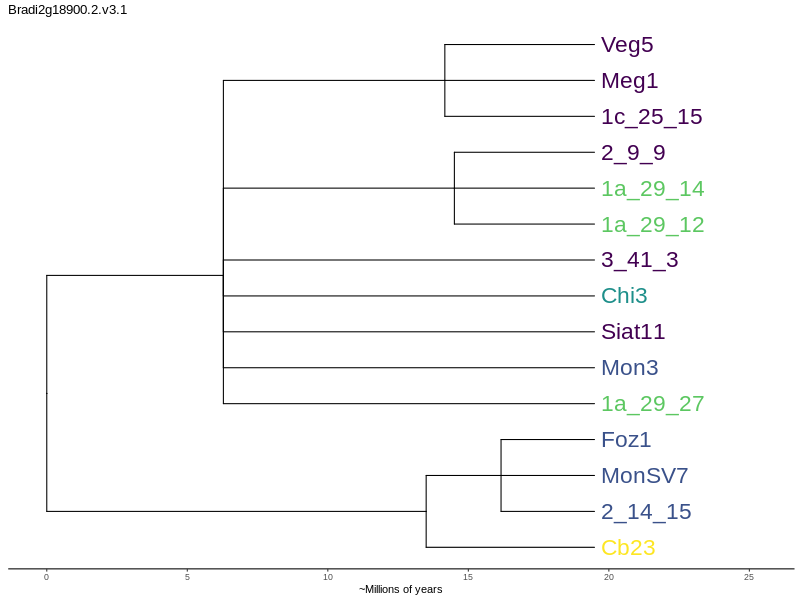 Bradi2g18900.2.v3.1
Veg5
Meg1
1c_25_15
2_9_9
1a_29_14
1a_29_12
3_41_3
Chi3
Siat11
Mon3
1a_29_27
Foz1
MonSV7
2_14_15
Cb23
0 5 10 15 20 25
~Millions of years